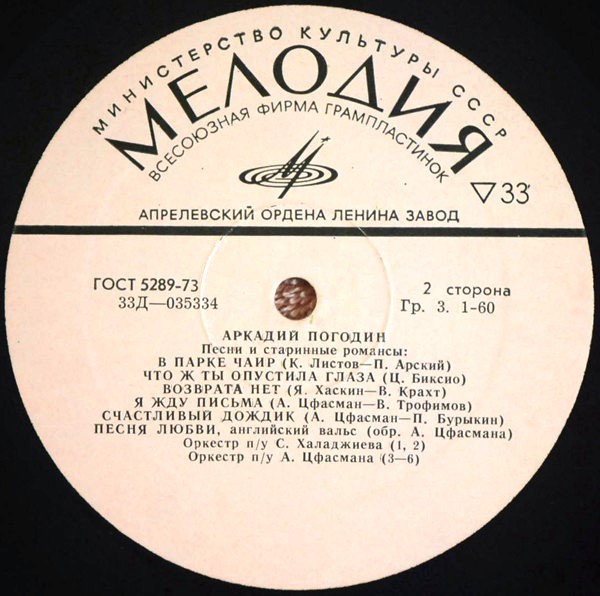 МИНИСТЕРСТВО КУЛЬТУРЫ СССР
МЕЛОДИЯ
ВСЕСОЮЗНАЯ ФИРМА ГРАМПЛАСТИНОК
▽33
АПРЕЛЕВСКИЙ ОРДЕНА ЛЕНИНА ЗАВОД
ГОСТ 5289-73
33Д—035334
2 сторона
Гр. 3. 1-60
АРКАДИЙ ПОГОДИН
Песни и старинные романсы:
В ПАРКЕ ЧАИР (К. Листов—П. Арский)
ЧТО Ж ТЫ ОПУСТИЛА ГЛАЗА (Ц. Биксио)
ВОЗВРАТА НЕТ (Я. Хаскин—В. Крахт)
Я ЖДУ ПИСЬМА (А. Цфасман—В. Трофимов)
СЧАСТЛИВЫЙ ДОЖДИК (А. Цфасман—П. Бурыкин)
ПЕСНЯ ЛЮБВИ, английский вальс (обр. А. Цфасмана)
Оркестр п/у С. Халаджиева (1, 2)
Оркестр п/у А. Цфасмана (3—6)